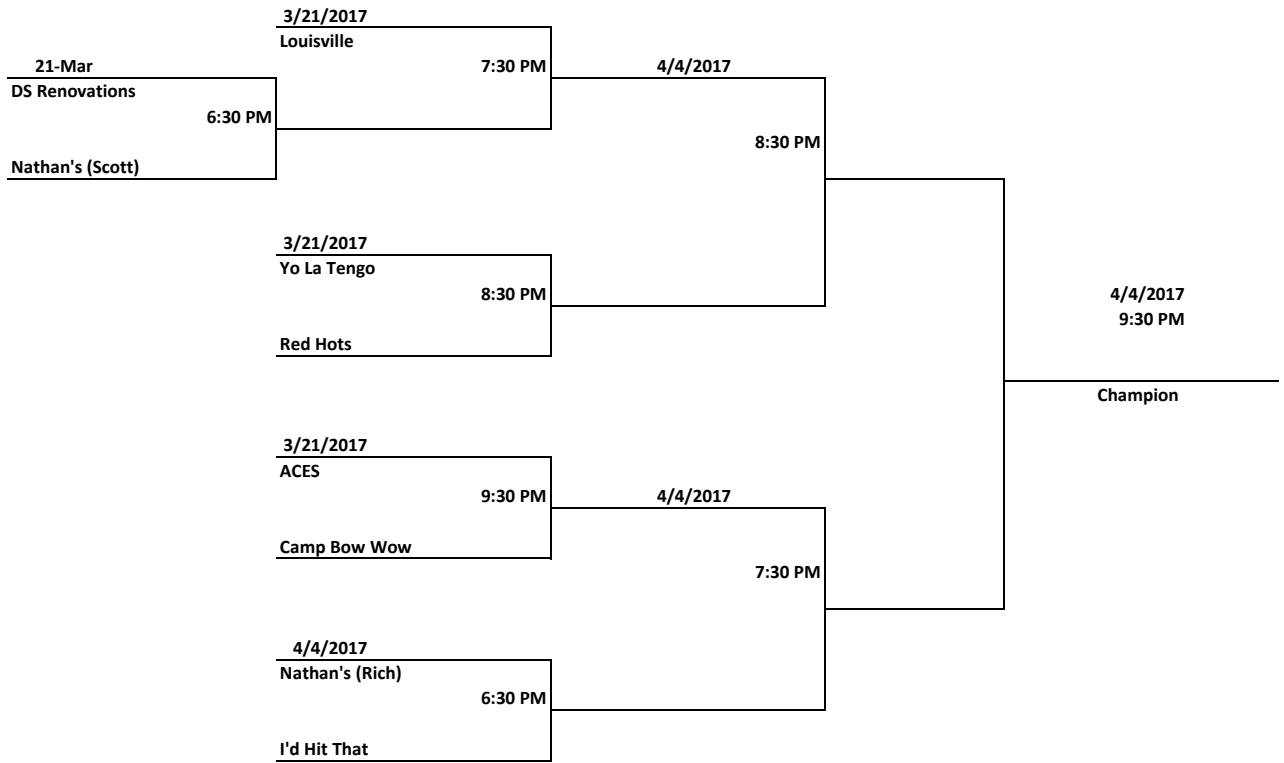 3/21/2017
Louisville
21-Mar
7:30 PM
4/4/2017
DS Renovations
6:30 PM
8:30 PM
Nathan's (Scott)
3/21/2017
Yo La Tengo
8:30 PM
4/4/2017
9:30 PM
Red Hots
Champion
3/21/2017
ACES
9:30 PM
4/4/2017
Camp Bow Wow
7:30 PM
4/4/2017
Nathan's (Rich)
6:30 PM
I'd Hit That